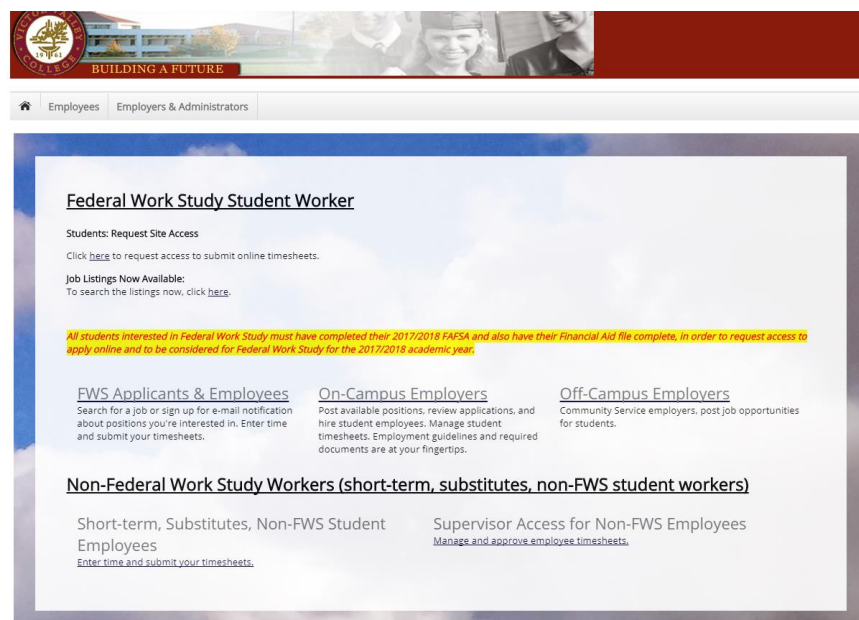 VICTOR VALLEY
COLLEGE
1961
BUILDING A FUTURE
Employees Employers & Administrators
Federal Work Study Student Worker
Students: Request Site Access
Click here to request access to submit online timesheets.
Job Listings Now Available:
To search the listings now, click here.
All students interested in Federal Work Study must have completed their 2017/2018 FAFSA and also have their Financial Aid file complete, in order to request access to
apply online and to be considered for Federal Work Study for the 2017/2018 academic year.
FWS Applicants & Employees
Search for a job or sign up for e-mail notification
about positions you're interested in. Enter time
and submit your timesheets.
On-Campus Employers
Post available positions, review applications, and
hire student employees. Manage student
timesheets. Employment guidelines and required
documents are at your fingertips.
Off-Campus Employers
Community Service employers, post job opportunities
for students.
Non-Federal Work Study Workers (short-term, substitutes, non-FWS student workers)
Short-term, Substitutes, Non-FWS Student
Employees
Enter time and submit your timesheets.
Supervisor Access for Non-FWS Employees
Manage and approve employee timesheets.